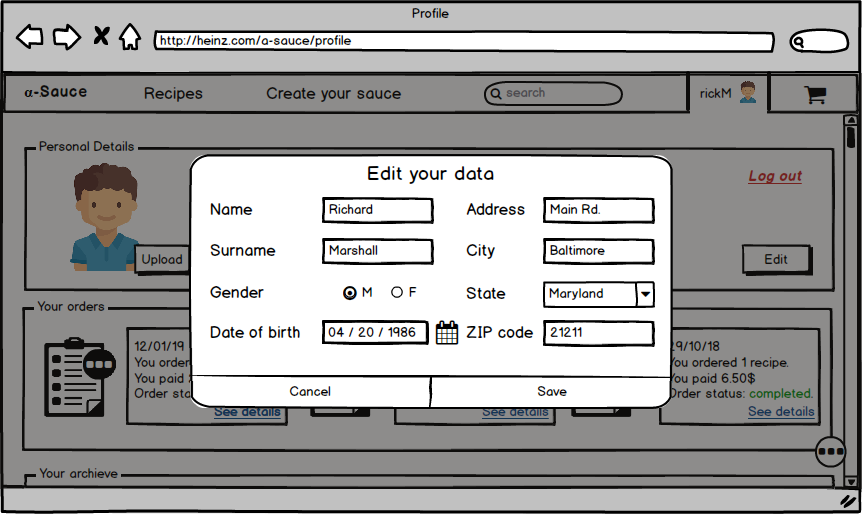 Profile
http://heinz.com/a-sauce/profile
α-Sauce Recipes Create your sauce search rickM
Personal Details
Log out
Upload
Edit
Edit your data
Name Richard Address Main Rd.
Surname Marshall City Baltimore
Gender M F State Maryland
Date of birth 04 / 20 / 1986 ZIP code 21211
Cancel Save
Your orders
12/01/19
You
You paid
Order
See details
See details
/10/18
You ordered 1 recipe.
You paid 6.50$
Order status: completed.
See details
Your archieve